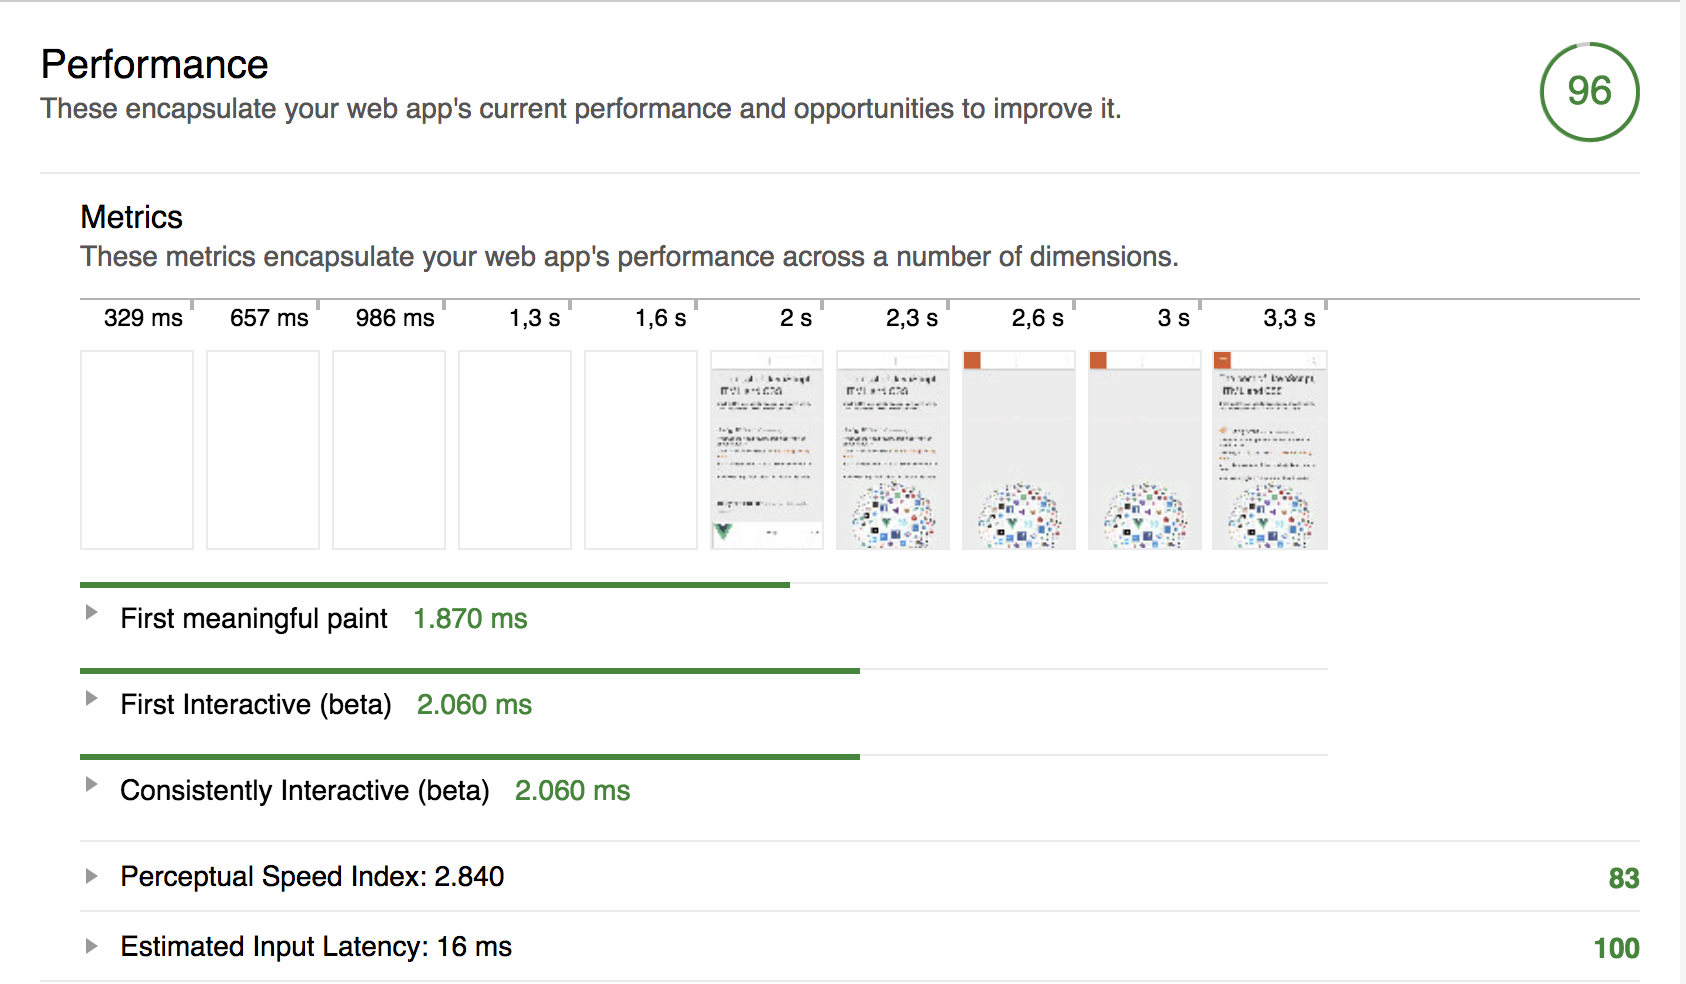 Performance
These encapsulate your web app's current performance and opportunities to improve it.
96
Metrics
These metrics encapsulate your web app's performance across a number of dimensions.
329 ms 657 ms 986 ms 1,3 s 1,6 s 2 s 2,3 s 2,6 s 3 s 3,3 s
First meaningful paint 1.870 ms
First Interactive (beta) 2.060 ms
Consistently Interactive (beta) 2.060 ms
Perceptual Speed Index: 2.840 83
Estimated Input Latency: 16 ms 100